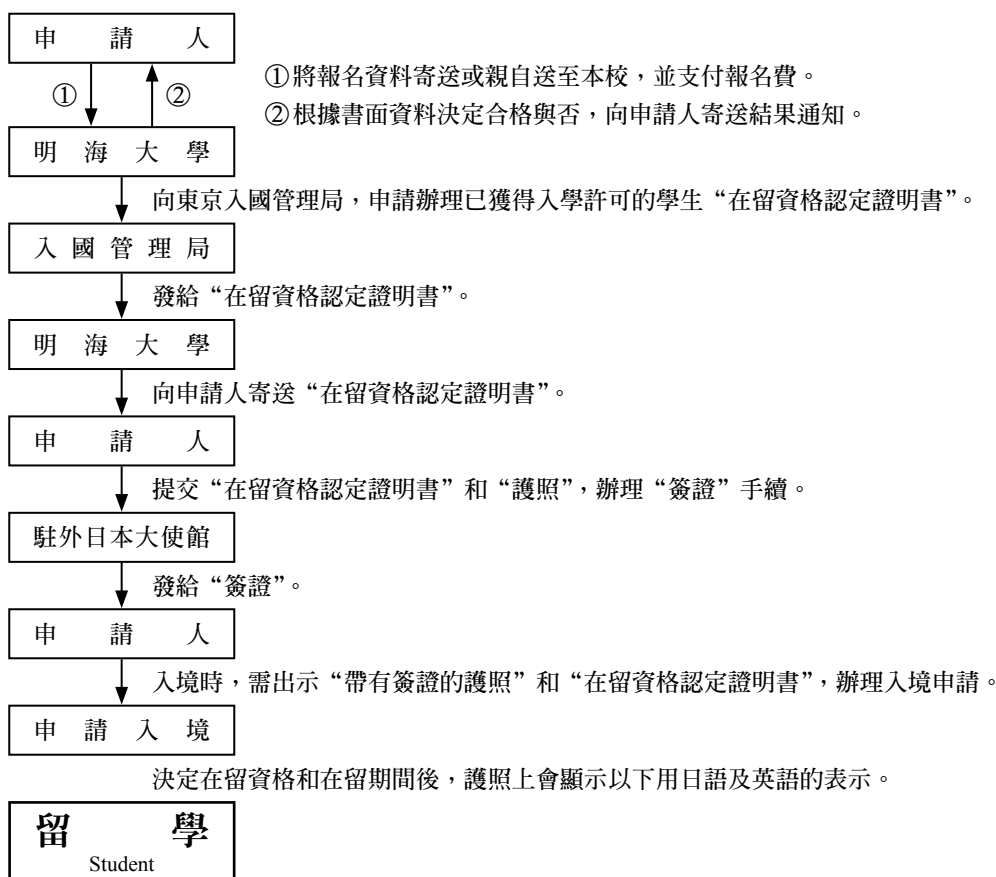 申請人
①將報名資料寄送或親自送至本校，並支付報名費。
① ②
②根據書面資料決定合格與否，向申請人寄送結果通知。
明海大學
向東京入國管理局，申請辦理已獲得入學許可的學生“在留資格認定證明書”。
入國管理局
發給“在留資格認定證明書”。
明海大學
向申請人寄送“在留資格認定證明書”。
申請人
提交“在留資格認定證明書”和“護照”，辦理“簽證”手續。
駐外日本大使館
發給“簽證”。
申請人
入境時，需出示“帶有簽證的護照”和“在留資格認定證明書”，辦理入境申請。
申請入境
決定在留資格和在留期間後，護照上會顯示以下用日語及英語的表示。
留學
Student